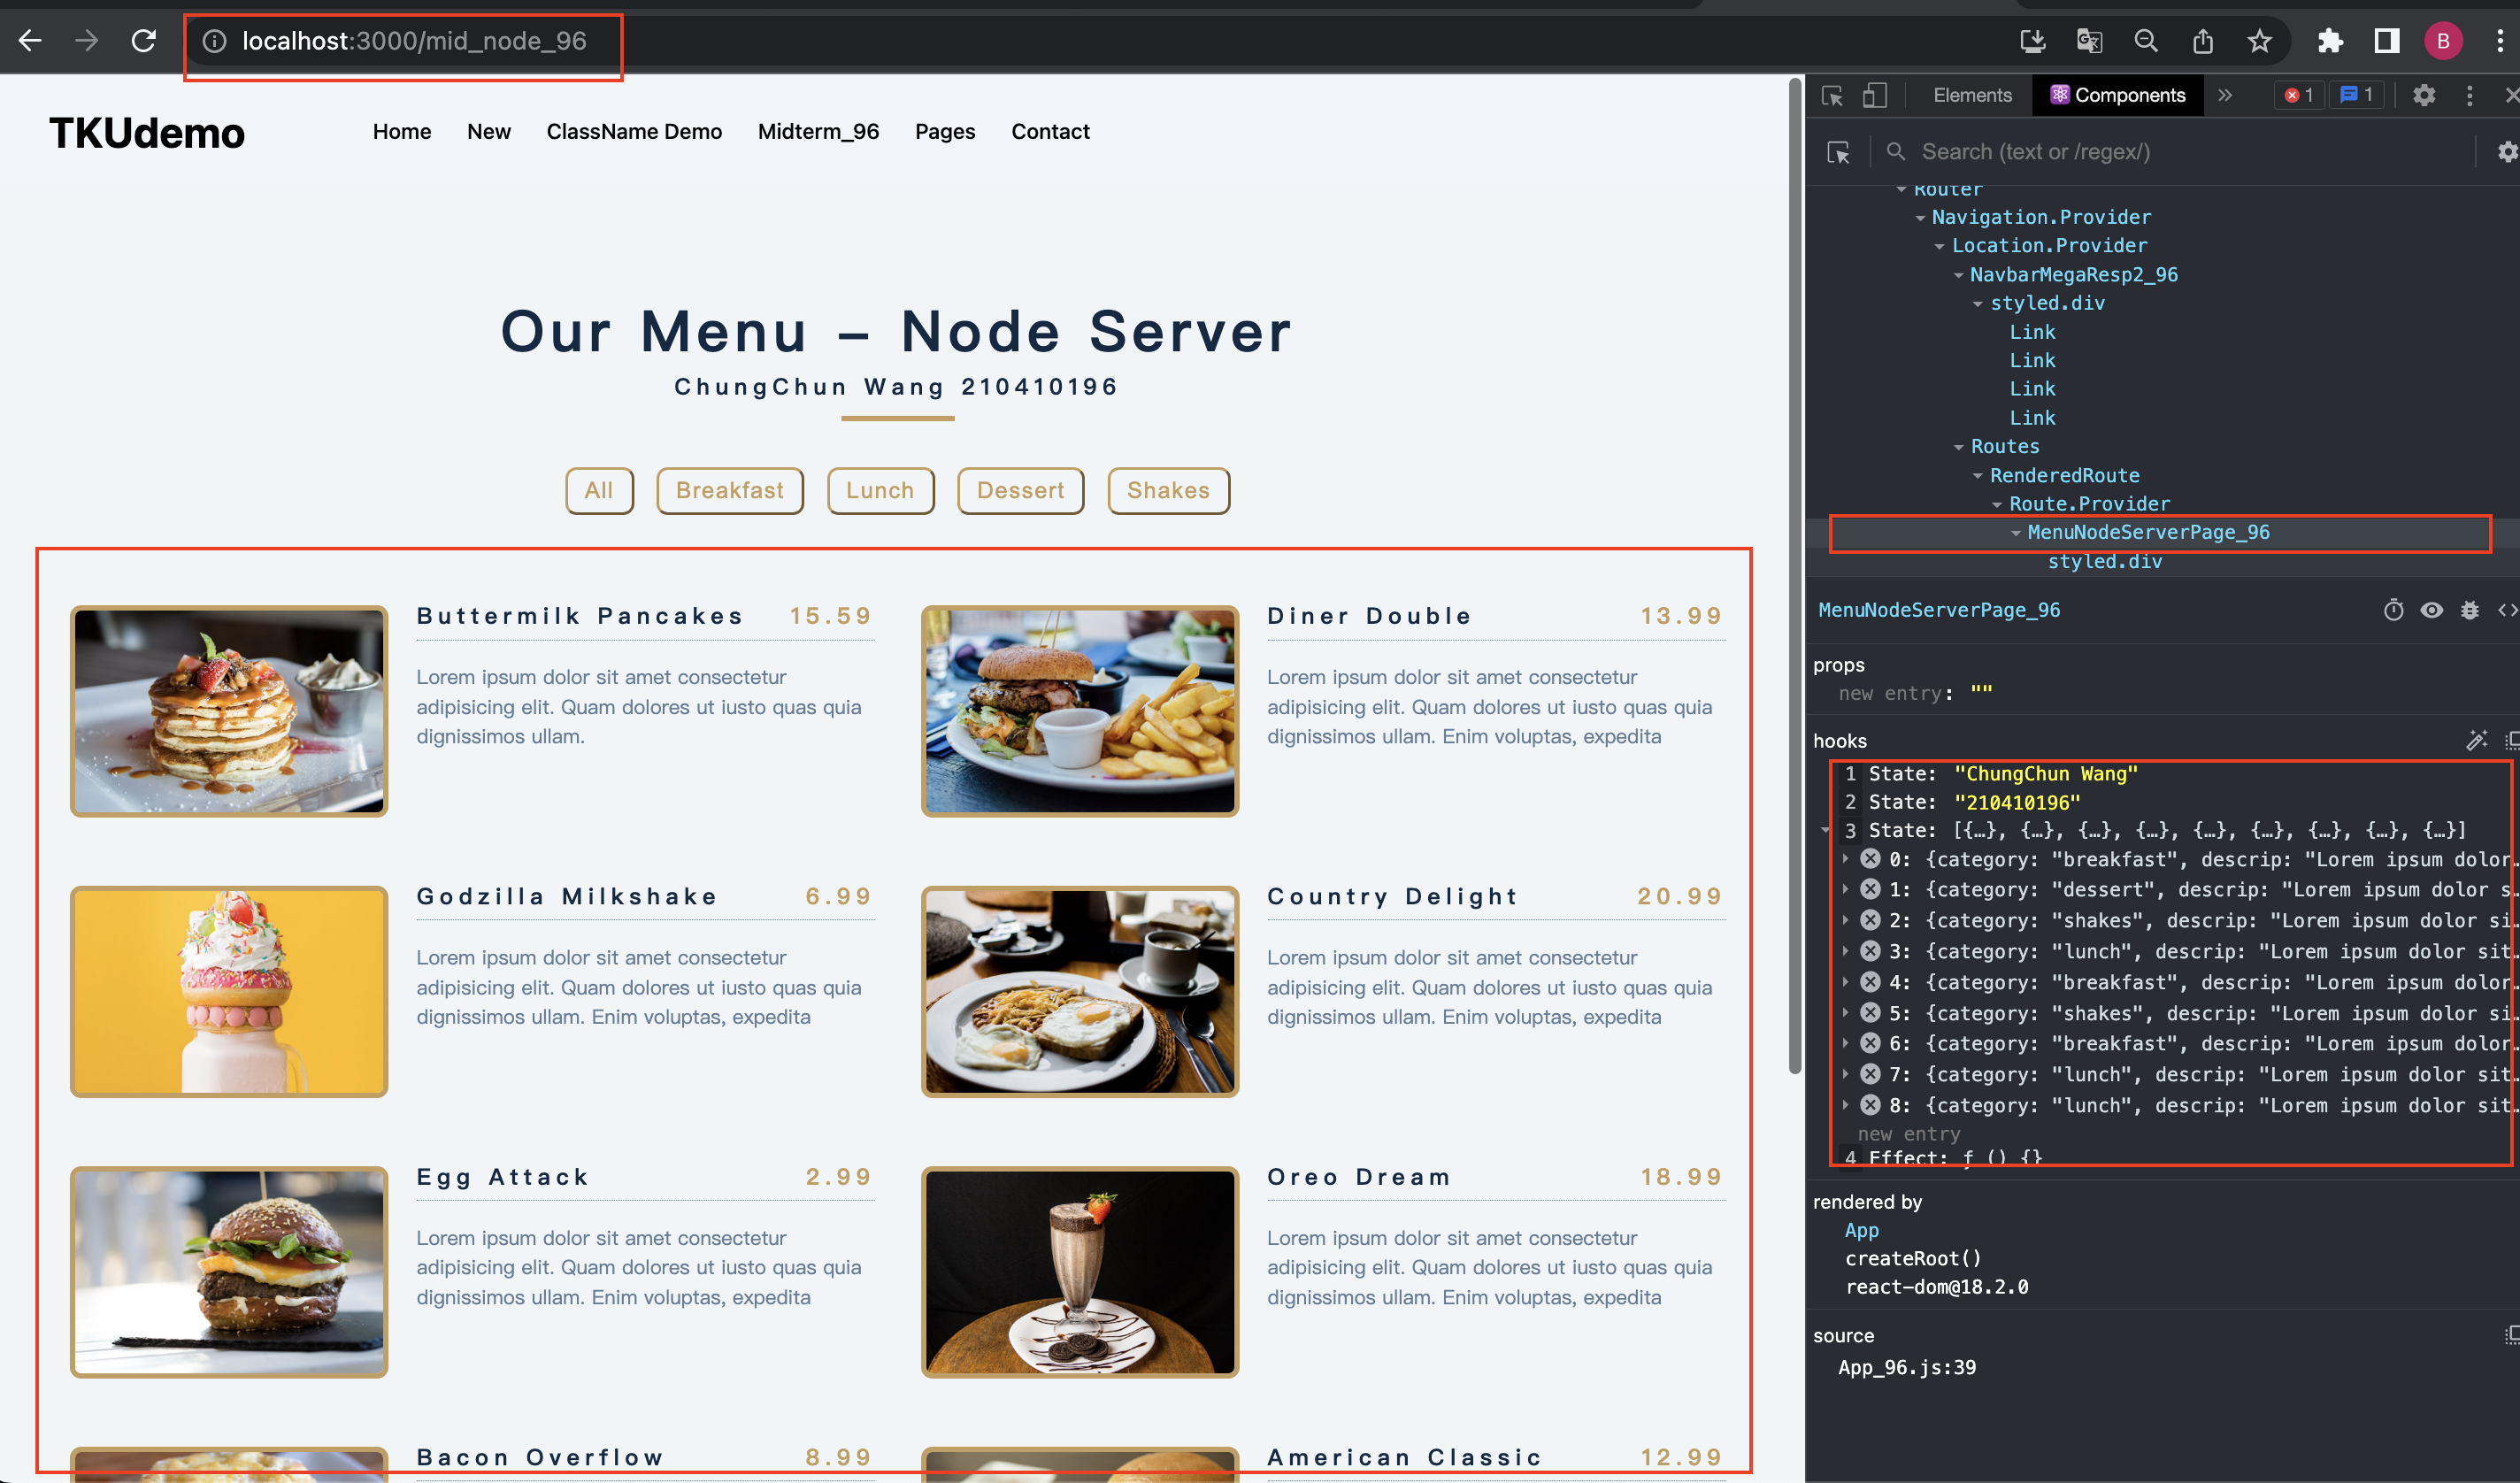 localhost:3000/mid_node_96
B
TKUdemo
Home New ClassName Demo Midterm_96 Pages Contact
Our Menu – Node Server
ChungChun Wang 210410196
All Breakfast Lunch Dessert Shakes
Buttermilk Pancakes 15.59
Lorem ipsum dolor sit amet consectetur
adipisicing elit. Quam dolores ut iusto quas quia
dignissimos ullam.
Diner Double 13.99
Lorem ipsum dolor sit amet consectetur
adipisicing elit. Quam dolores ut iusto quas quia
dignissimos ullam. Enim voluptas, expedita
Godzilla Milkshake 6.99
Lorem ipsum dolor sit amet consectetur
adipisicing elit. Quam dolores ut iusto quas quia
dignissimos ullam. Enim voluptas, expedita
Country Delight 20.99
Lorem ipsum dolor sit amet consectetur
adipisicing elit. Quam dolores ut iusto quas quia
dignissimos ullam. Enim voluptas, expedita
Egg Attack 2.99
Lorem ipsum dolor sit amet consectetur
adipisicing elit. Quam dolores ut iusto quas quia
dignissimos ullam. Enim voluptas, expedita
Oreo Dream 18.99
Lorem ipsum dolor sit amet consectetur
adipisicing elit. Quam dolores ut iusto quas quia
dignissimos ullam. Enim voluptas, expedita
Bacon Overflow 8.99
American Classic 12.99
Elements Components » 1 1
Search (text or /regex/)
Router
Navigation.Provider
Location.Provider
NavbarMegaResp2_96
styled.div
Link
Link
Link
Link
Routes
RenderedRoute
Route.Provider
MenuNodeServerPage_96
styled.div
MenuNodeServerPage_96
props
new entry: ""
hooks
1 State: "ChungChun Wang"
2 State: "210410196"
3 State: [{…}, {…}, {…}, {…}, {…}, {…}, {…}, {…}, {…}]
0: {category: "breakfast", descrip: "Lorem ipsum dolor…
1: {category: "dessert", descrip: "Lorem ipsum dolor s…
2: {category: "shakes", descrip: "Lorem ipsum dolor si…
3: {category: "lunch", descrip: "Lorem ipsum dolor sit…
4: {category: "breakfast", descrip: "Lorem ipsum dolor…
5: {category: "shakes", descrip: "Lorem ipsum dolor si…
6: {category: "breakfast", descrip: "Lorem ipsum dolor…
7: {category: "lunch", descrip: "Lorem ipsum dolor sit…
8: {category: "lunch", descrip: "Lorem ipsum dolor sit…
new entry
4 Effect: ƒ () {}
rendered by
App
createRoot()
react-dom@18.2.0
source
App_96.js:39